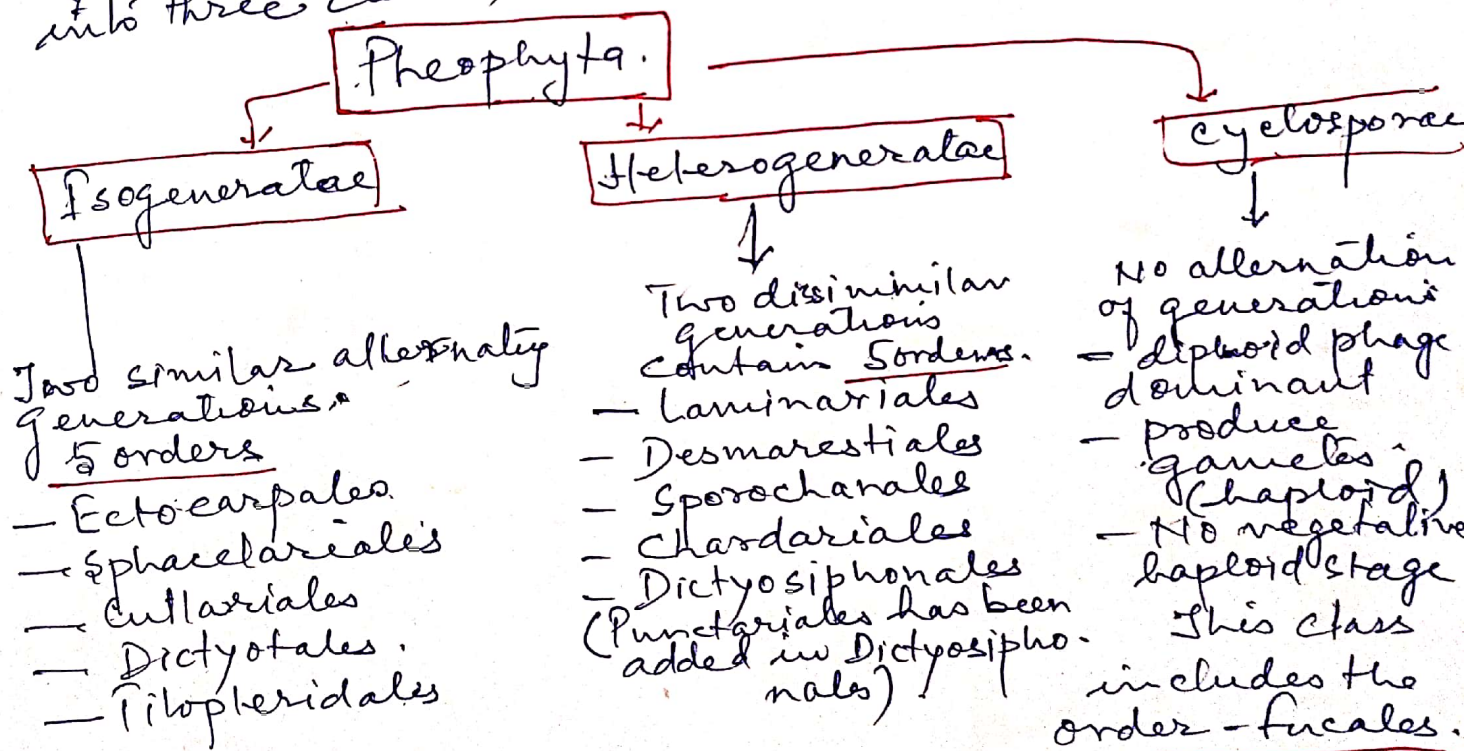 into three
Pheophyta.
Isogeneratae
Heterogeneratae
Cyclosporae
Two similar alternating
generations.
5 orders
— Ectocarpales.
— Sphacelariales
— Cutlariales
— Dictyotales.
— Tilopteridales
Two dissimilar
generations
contain 5 orders.
— Laminariales
— Desmarestiales
— Sporochanales
— Chardariales
— Dictyosiphonales
(Punctariales has been
added in Dictyosipho-
nales)
No alternation
of generations
— diploid phage
dominant
— produce
gametes.
(haploid)
— No vegetative
haploid stage
This class
includes the
order - fucales.